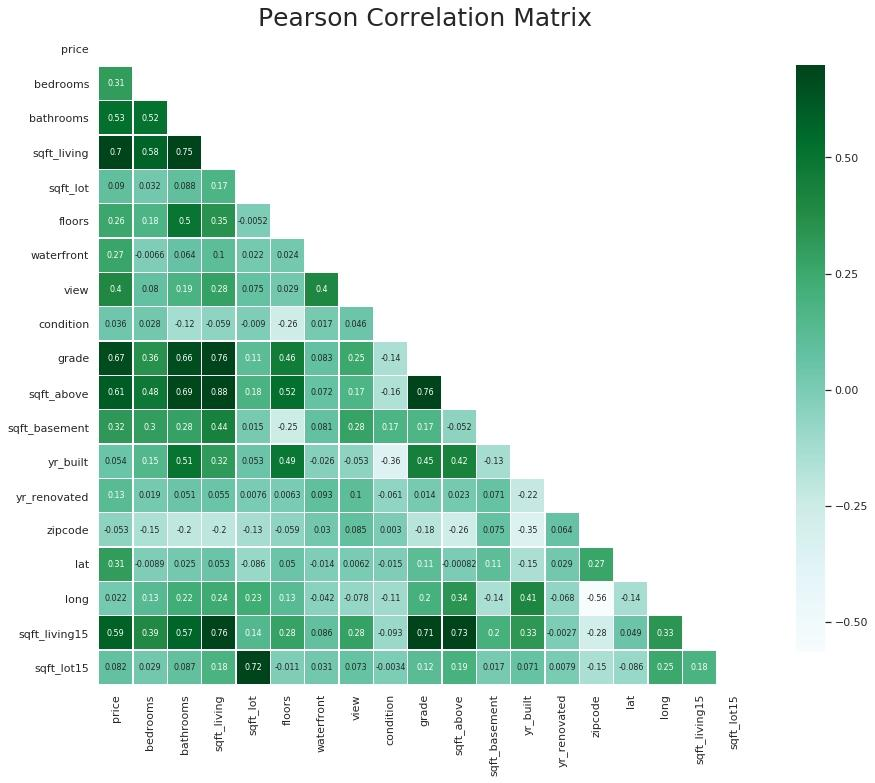 Pearson Correlation Matrix
price
bedrooms 0.31
bathrooms 0.53 0.52
sqft_living 0.7 0.58 0.75
sqft_lot 0.09 0.032 0.088 0.17
floors 0.26 0.18 0.5 0.35 -0.0052
waterfront 0.27 -0.0066 0.064 0.1 0.022 0.024
view 0.4 0.08 0.19 0.28 0.075 0.029 0.4
condition 0.036 0.028 -0.12 -0.059 -0.009 -0.26 0.017 0.046
grade 0.67 0.36 0.66 0.76 0.11 0.46 0.083 0.25 -0.14
sqft_above 0.61 0.48 0.69 0.88 0.18 0.52 0.072 0.17 -0.16 0.76
sqft_basement 0.32 0.3 0.28 0.44 0.015 -0.25 0.081 0.28 0.17 0.17 -0.052
yr_built 0.054 0.15 0.51 0.32 0.053 0.49 -0.026 -0.053 -0.36 0.45 0.42 -0.13
yr_renovated 0.13 0.019 0.051 0.055 0.0076 0.0063 0.093 0.1 -0.061 0.014 0.023 0.071 -0.22
zipcode -0.053 -0.15 -0.2 -0.2 -0.13 -0.059 0.03 0.085 0.003 -0.18 -0.26 0.075 -0.35 0.064
lat 0.31 -0.0089 0.025 0.053 -0.086 0.05 -0.014 0.0062 -0.015 0.11 -0.00082 0.11 -0.15 0.029 0.27
long 0.022 0.13 0.22 0.24 0.23 0.13 -0.042 -0.078 -0.11 0.2 0.34 -0.14 0.41 -0.068 -0.56 -0.14
sqft_living15 0.59 0.39 0.57 0.76 0.14 0.28 0.086 0.28 -0.093 0.71 0.73 0.2 0.33 -0.0027 -0.28 0.049 0.33
sqft_lot15 0.082 0.029 0.087 0.18 0.72 -0.011 0.031 0.073 -0.0034 0.12 0.19 0.017 0.071 0.0079 -0.15 -0.086 0.25 0.18
price bedrooms bathrooms sqft_living sqft_lot floors waterfront view condition grade sqft_above sqft_basement yr_built yr_renovated zipcode lat long sqft_living15 sqft_lot15
0.50
0.25
0.00
−0.25
−0.50